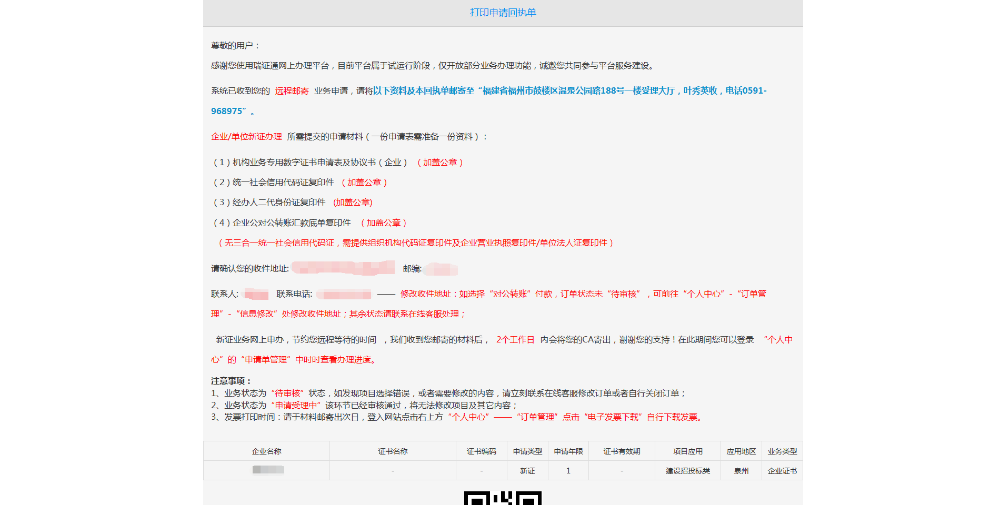 打印申请回执单
尊敬的用户：
感谢您使用瑞证通网上办理平台，目前平台属于试运行阶段，仅开放部分业务办理功能，诚邀您共同参与平台服务建设。
系统已收到您的 远程邮寄 业务申请，请将以下资料及本回执单邮寄至“福建省福州市鼓楼区温泉公园路188号一楼受理大厅，叶秀英收，电话0591-
968975”。
企业/单位新证办理 所需提交的申请材料（一份申请表需准备一份资料）：
（1）机构业务专用数字证书申请表及协议书（企业） （加盖公章）
（2）统一社会信用代码证复印件 （加盖公章）
（3）经办人二代身份证复印件 (加盖公章)
（4）企业公对公转账汇款底单复印件 （加盖公章）
（无三合一统一社会信用代码证，需提供组织机构代码证复印件及企业营业执照复印件/单位法人证复印件）
请确认您的收件地址: 邮编:
联系人: 联系电话: —— 修改收件地址：如选择“对公转账”付款，订单状态未“待审核”，可前往“个人中心”-“订单管
理”-“信息修改”处修改收件地址；其余状态请联系在线客服处理；
新证业务网上申办，节约您远程等待的时间 ，我们收到您邮寄的材料后， 2个工作日 内会将您的CA寄出，谢谢您的支持！在此期间您可以登录 “个人中
心”的“申请单管理”中时时查看办理进度。
注意事项：
1、业务状态为“待审核”状态，如发现项目选择错误，或者需要修改的内容，请立刻联系在线客服修改订单或者自行关闭订单；
2、业务状态为“申请受理中”该环节已经审核通过，将无法修改项目及其它内容；
3、发票打印时间：请于材料邮寄出次日，登入网站点击右上方“个人中心”——“订单管理”点击“电子发票下载”自行下载发票。
企业名称 证书名称 证书编码 申请类型 申请年限 证书有效期 项目应用 应用地区 业务类型
- - 新证 1 - 建设招投标类 泉州 企业证书